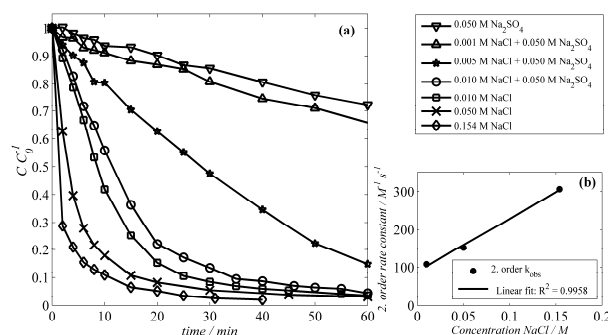 (a)
C C₀⁻¹
1
0.9
0.8
0.7
0.6
0.5
0.4
0.3
0.2
0.1
0
0 10 20 30 40 50 60
time / min
0.050 M Na₂SO₄
0.001 M NaCl + 0.050 M Na₂SO₄
0.005 M NaCl + 0.050 M Na₂SO₄
0.010 M NaCl + 0.050 M Na₂SO₄
0.010 M NaCl
0.050 M NaCl
0.154 M NaCl
(b)
2. order rate constant / M⁻¹ s⁻¹
300
200
100
0
0 0.05 0.1 0.15 0.2
Concentration NaCl / M
2. order k_obs
Linear fit: R² = 0.9958